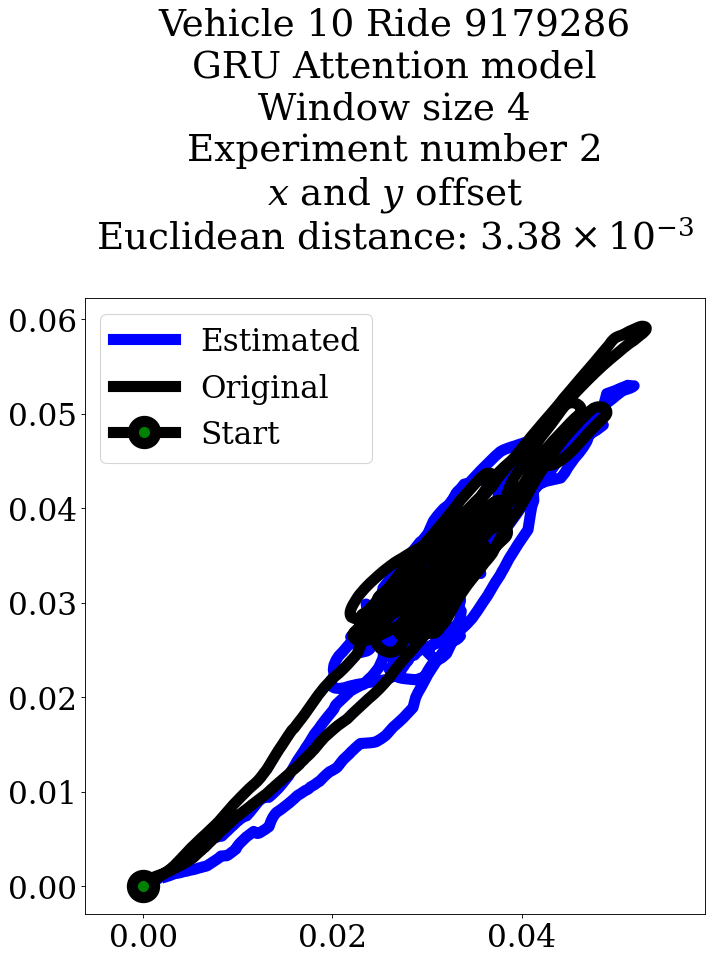 Vehicle 10 Ride 9179286
GRU Attention model
Window size 4
Experiment number 2
x and y offset
Euclidean distance: 3.38 × 10⁻³
Estimated
Original
Start
0.06
0.05
0.04
0.03
0.02
0.01
0.00
0.00 0.02 0.04